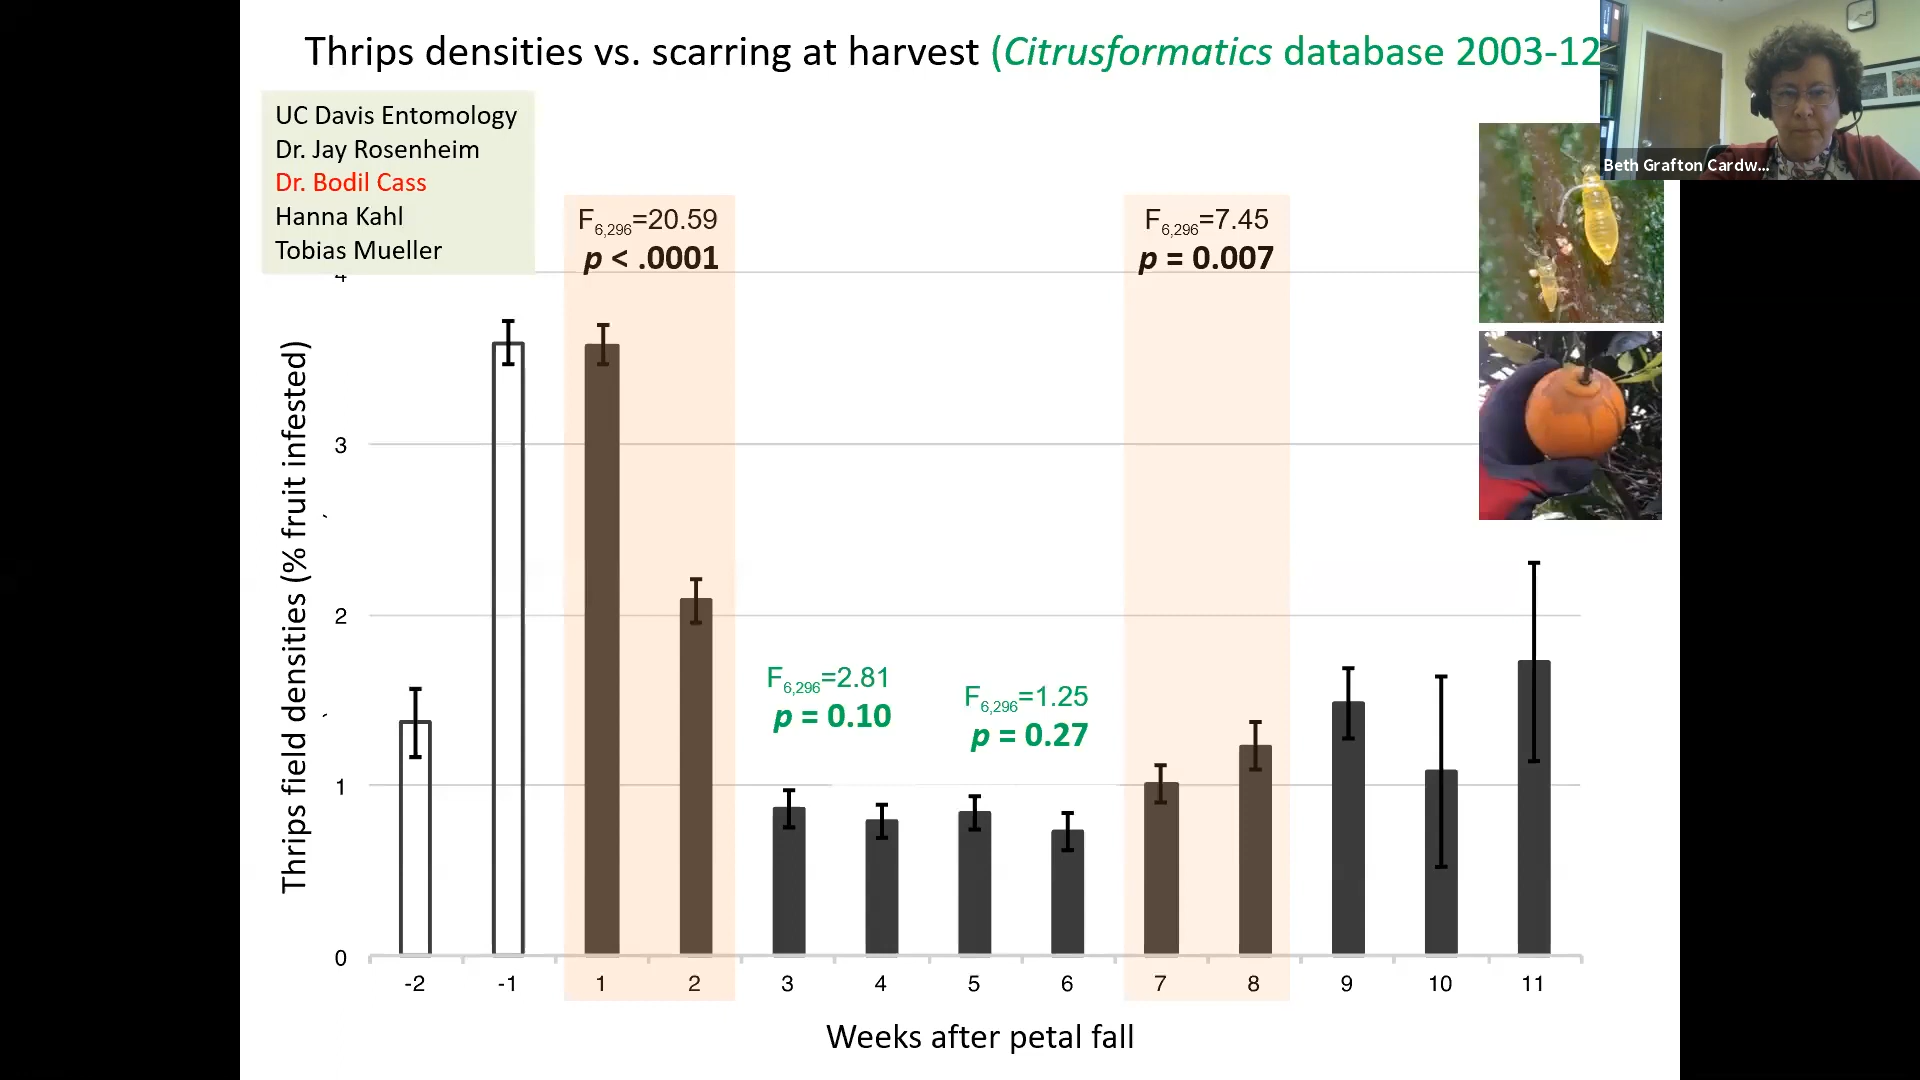 Thrips densities vs. scarring at harvest (Citrusformatics database 2003-12
UC Davis Entomology
Dr. Jay Rosenheim
Dr. Bodil Cass
Hanna Kahl
Tobias Mueller
Beth Grafton Cardw...
F6,296=20.59
p < .0001
F6,296=7.45
p = 0.007
F6,296=2.81
p = 0.10
F6,296=1.25
p = 0.27
Thrips field densities (% fruit infested)
4
3
2
1
0
-2 -1 1 2 3 4 5 6 7 8 9 10 11
Weeks after petal fall